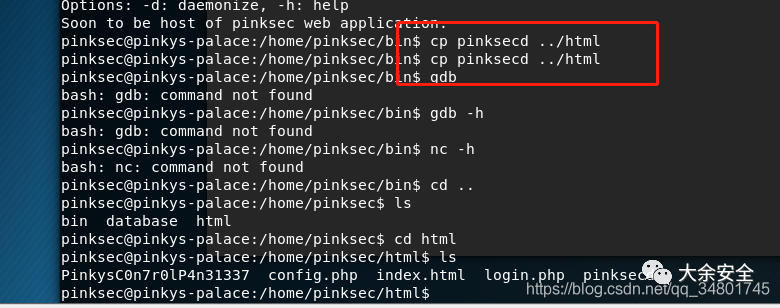 Options: -d: daemonize, -h: help
Soon to be host of pinksec web application.
pinksec@pinkys-palace:/home/pinksec/bin$ cp pinksecd ../html
pinksec@pinkys-palace:/home/pinksec/bin$ cp pinksecd ../html
pinksec@pinkys-palace:/home/pinksec/bin$ gdb
bash: gdb: command not found
pinksec@pinkys-palace:/home/pinksec/bin$ gdb -h
bash: gdb: command not found
pinksec@pinkys-palace:/home/pinksec/bin$ nc -h
bash: nc: command not found
pinksec@pinkys-palace:/home/pinksec/bin$ cd ..
pinksec@pinkys-palace:/home/pinksec$ ls
bin  database  html
pinksec@pinkys-palace:/home/pinksec$ cd html
pinksec@pinkys-palace:/home/pinksec/html$ ls
PinkysC0n7r0lP4n31337  config.php  index.html  login.php
大余安全
pinksec@pinkys-palace:/home/pinksec/html$
https://blog.csdn.net/qq_34801745